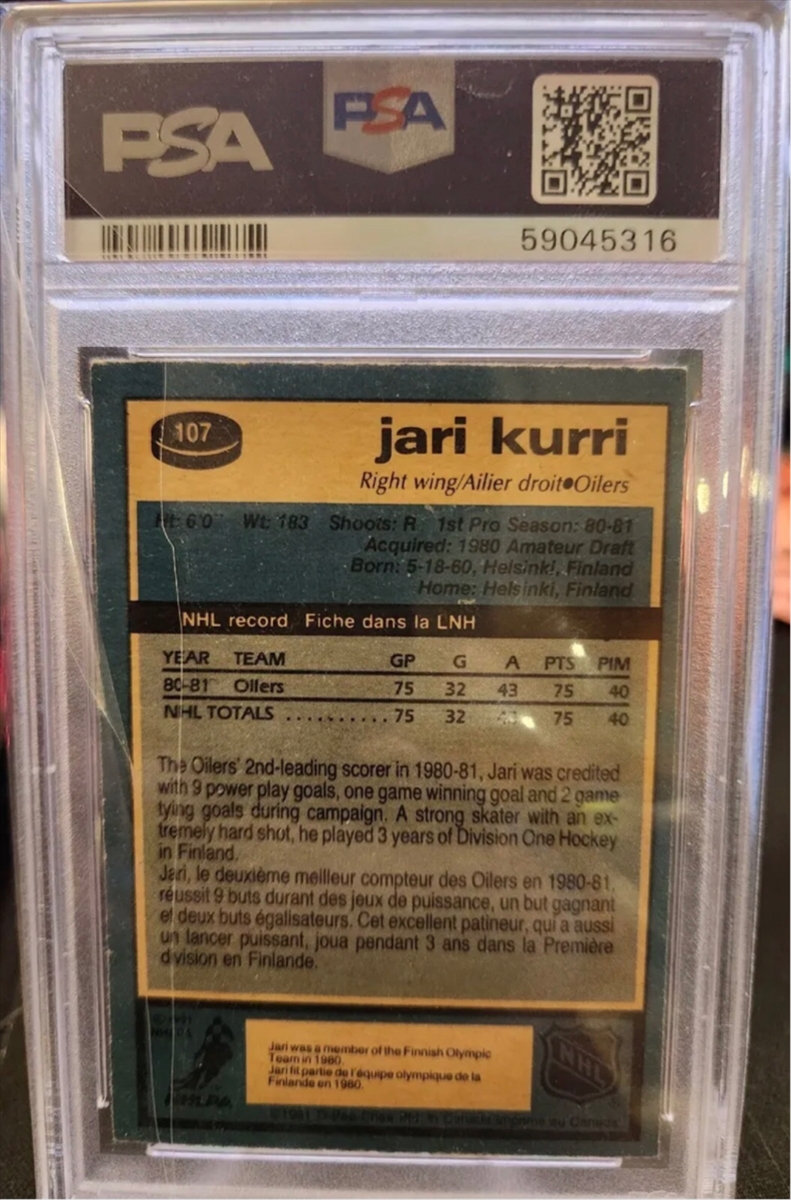 PSA PSA
59045316
107 jari kurri
Right wing/Ailier droit•Oilers
Ht: 6'0" Wt: 183 Shoots: R 1st Pro Season: 80-81
Acquired: 1980 Amateur Draft
Born: 5-18-60, Helsinki, Finland
Home: Helsinki, Finland
NHL record Fiche dans la LNH
YEAR TEAM GP G A PTS PIM
80-81 Oilers 75 32 43 75 40
NHL TOTALS .......... 75 32 75 40
The Oilers' 2nd-leading scorer in 1980-81, Jari was credited
with 9 power play goals, one game winning goal and 2 game
tying goals during campaign. A strong skater with an ex-
tremely hard shot, he played 3 years of Division One Hockey
in Finland.
Jari, le deuxième meilleur compteur des Oilers en 1980-81,
réussit 9 buts durant des jeux de puissance, un but gagnant
et deux buts égalisateurs. Cet excellent patineur, qui a aussi
un lancer puissant, joua pendant 3 ans dans la Première
division en Finlande.
Jari was a member of the Finnish Olympic
Team in 1980.
Jari fit partie de l'équipe olympique de la
Finlande en 1980.
NHLPA
NHL